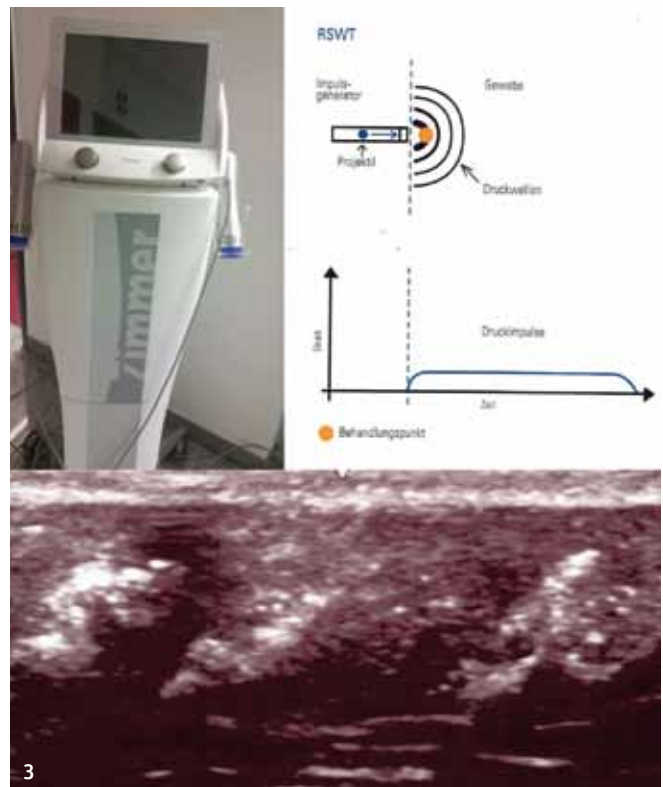 zimmer
RSWT
Impuls-
generator
Gewebe
Projektil
Druckwellen
Druckimpulse
Zeit
Behandlungspunkt
3